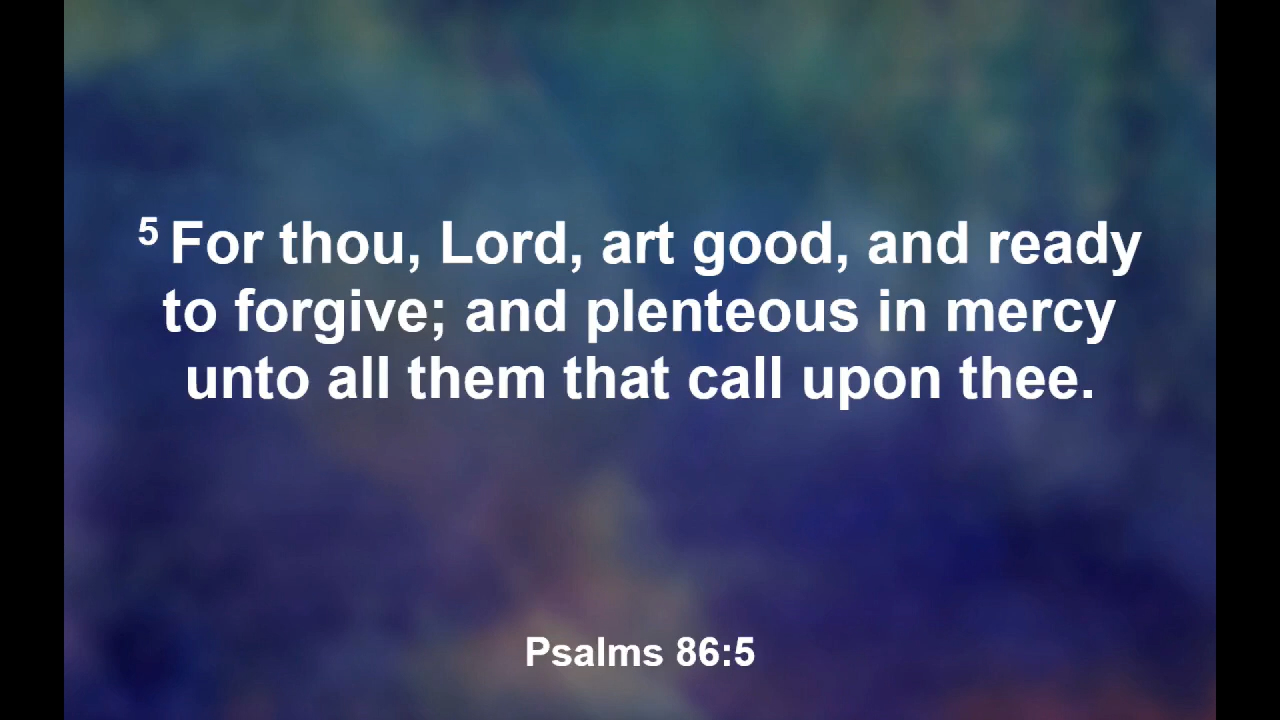 5 For thou, Lord, art good, and ready
to forgive; and plenteous in mercy
unto all them that call upon thee.
Psalms 86:5